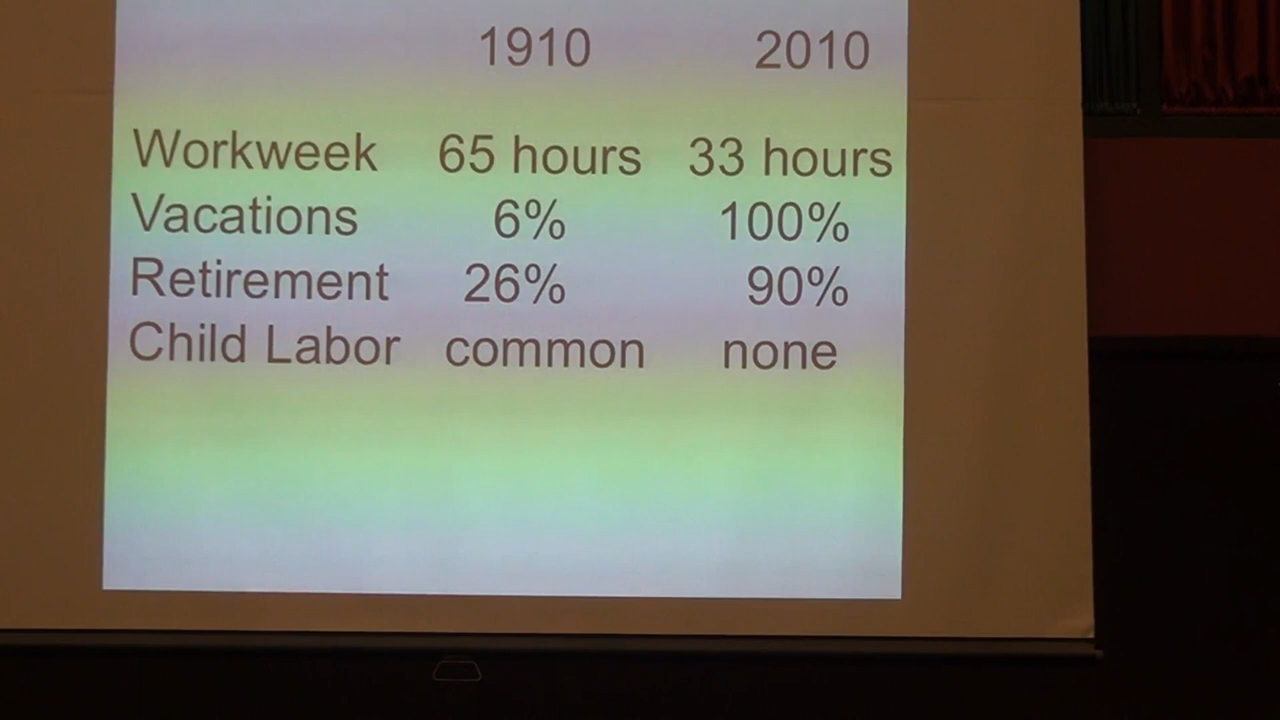 1910 2010
Workweek 65 hours 33 hours
Vacations 6% 100%
Retirement 26% 90%
Child Labor common none